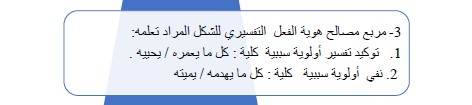 3- مربع مصالح هوية الفعل التفسيري للشكل المراد تعلمه:
1. توكيد تفسير أولوية سببية كلية : كل ما يعمره / يحييه .
2. نفي أولوية سببية كلية : كل ما يهدمه / يميته